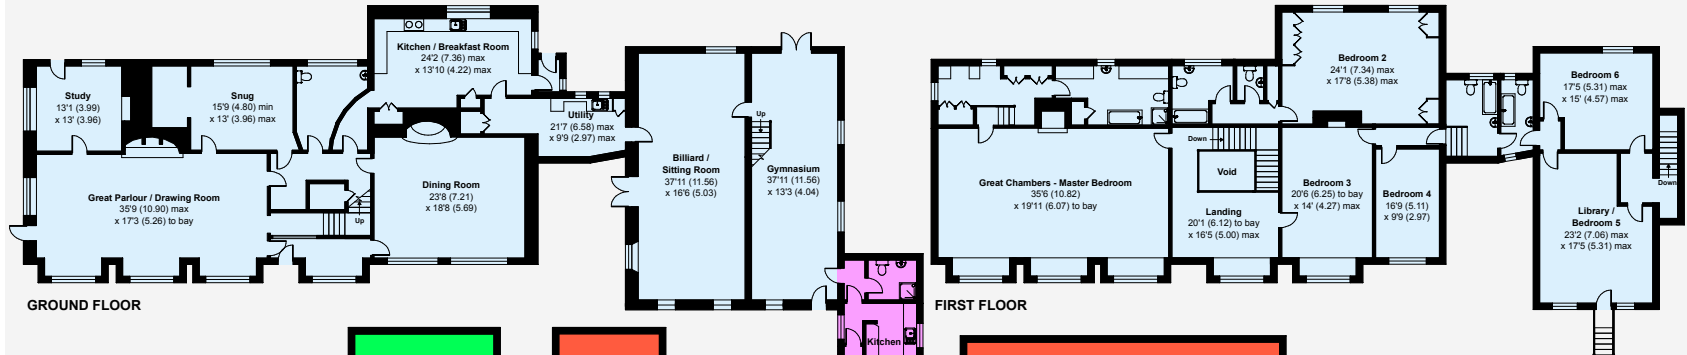 Study
13'1 (3.99)
x 13' (3.96)
Snug
15'9 (4.80) min
x 13' (3.96) max
Kitchen / Breakfast Room
24'2 (7.36) max
x 13'10 (4.22) max
Utility
21'7 (6.58) max
x 9'9 (2.97) max
Great Parlour / Drawing Room
35'9 (10.90) max
x 17'3 (5.26) to bay
Up
Dining Room
23'8 (7.21)
x 18'8 (5.69)
Billiard /
Sitting Room
37'11 (11.56)
x 16'6 (5.03)
Up
Gymnasium
37'11 (11.56)
x 13'3 (4.04)
Kitchen
GROUND FLOOR
Great Chambers - Master Bedroom
35'6 (10.82)
x 19'11 (6.07) to bay
Down
Void
Landing
20'1 (6.12) to bay
x 16'5 (5.00) max
Bedroom 2
24'1 (7.34) max
x 17'8 (5.38) max
Bedroom 3
20'6 (6.25) to bay
x 14' (4.27) max
Bedroom 4
16'9 (5.11)
x 9'9 (2.97)
Bedroom 6
17'5 (5.31) max
x 15' (4.57) max
Down
Library /
Bedroom 5
23'2 (7.06) max
x 17'5 (5.31) max
FIRST FLOOR